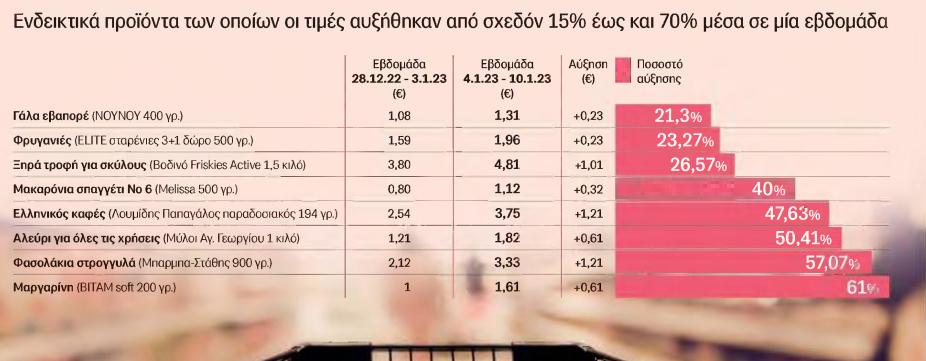 Ενδεικτικά προϊόντα των οποίων οι τιμές αυξήθηκαν από σχεδόν 15% έως και 70% μέσα σε μία εβδομάδα
Εβδομάδα 28.12.22 - 3.1.23 (€)
Εβδομάδα 4.1.23 - 10.1.23 (€)
Αύξηση (€)
Ποσοστό αύξησης
Γάλα εβαπορέ (ΝΟΥΝΟΥ 400 γρ.) 1,08 1,31 +0,23 21,3%
Φρυγανιές (ELITE σταρένιες 3+1 δώρο 500 γρ.) 1,59 1,96 +0,23 23,27%
Ξηρά τροφή για σκύλους (Βοδινό Friskies Active 1,5 κιλό) 3,80 4,81 +1,01 26,57%
Μακαρόνια σπαγγέτι Νο 6 (Melissa 500 γρ.) 0,80 1,12 +0,32 40%
Ελληνικός καφές (Λουμίδης Παπαγάλος παραδοσιακός 194 γρ.) 2,54 3,75 +1,21 47,63%
Αλεύρι για όλες τις χρήσεις (Μύλοι Αγ. Γεωργίου 1 κιλό) 1,21 1,82 +0,61 50,41%
Φασολάκια στρογγυλά (Μπαρμπα-Στάθης 900 γρ.) 2,12 3,33 +1,21 57,07%
Μαργαρίνη (ΒΙΤΑΜ soft 200 γρ.) 1 1,61 +0,61 61%